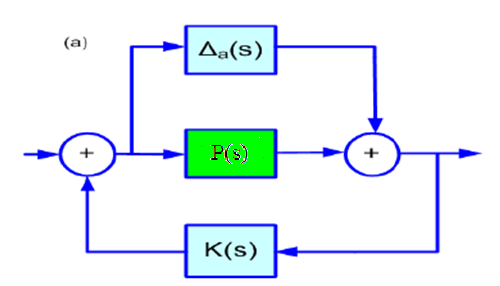 (a)
Δₐ(s)
+
P(s)
+
K(s)